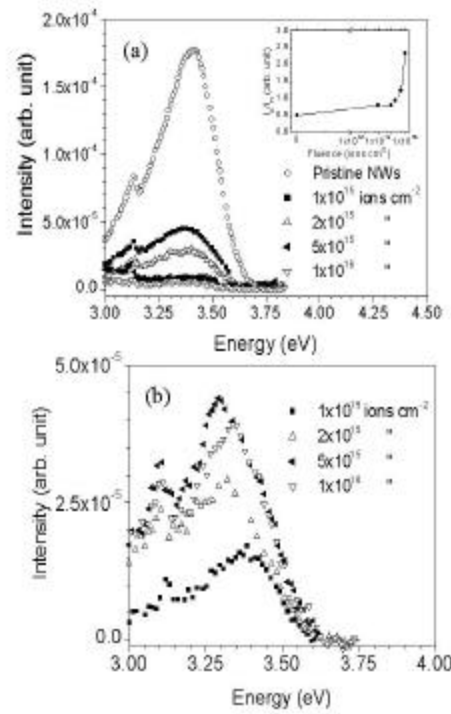 (a)
2.0x10⁻⁴
1.5x10⁻⁴
1.0x10⁻⁴
5.0x10⁻⁵
0.0
Intensity (arb. unit)
Fluence (ions cm
Pristine NWs
1x10¹⁵ ions cm⁻²
2x10¹⁵ "
5x10¹⁵ "
1x10¹⁶ "
3.00 3.25 3.50 3.75 4.00 4.25 4.50
Energy (eV)
(b)
5.0x10⁻⁵
2.5x10⁻⁵
0.0
Intensity (arb. unit)
1x10¹⁵ ions cm⁻²
2x10¹⁵ "
5x10¹⁵ "
1x10¹⁶ "
3.00 3.25 3.50 3.75 4.00
Energy (eV)